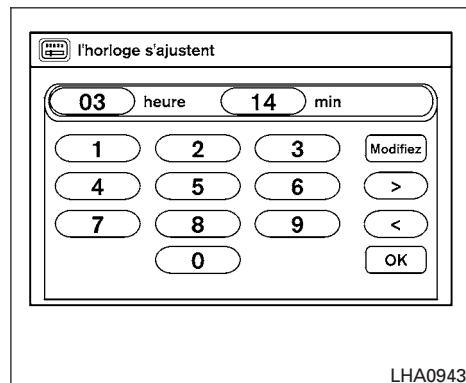 l'horloge s'ajustent
03 heure 14 min
1 2 3 Modifiez
4 5 6 >
7 8 9 <
0 OK
LHA0943